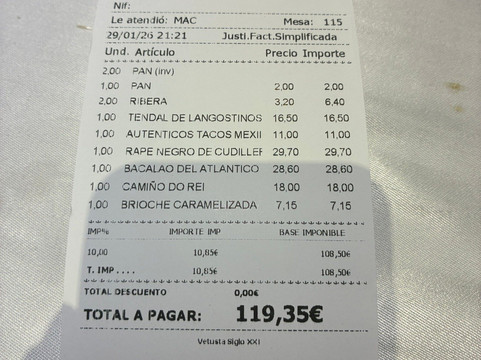 Nif:
Le atendió: MAC Mesa: 115
29/01/26 21:21 Justi.Fact.Simplificada
Und. Artículo Precio Importe
2,00 PAN (inv)
1,00 PAN 2,00 2,00
2,00 RIBERA 3,20 6,40
1,00 TENDAL DE LANGOSTINOS 16,50 16,50
1,00 AUTENTICOS TACOS MEXII 11,00 11,00
1,00 RAPE NEGRO DE CUDILLEF 29,70 29,70
1,00 BACALAO DEL ATLANTICO 28,60 28,60
1,00 CAMIÑO DO REI 18,00 18,00
1,00 BRIOCHE CARAMELIZADA 7,15 7,15
IMP% IMPORTE IMP BASE IMPONIBLE
10,00 10,85€ 108,50€
T. IMP .... 10,85€ 108,50€
TOTAL DESCUENTO 0,00€
TOTAL A PAGAR: 119,35€
Vetusta Siglo XXI